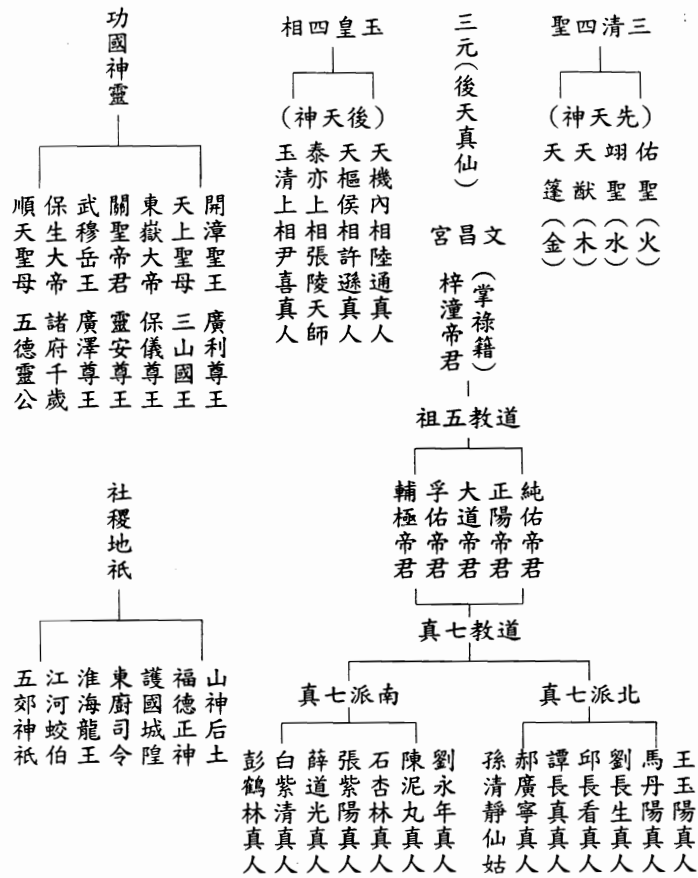 三清四聖
(先天神)
佑聖(火)
翊聖(水)
天猷(木)
天蓬(金)
三元(後天真仙)
文昌宮
(掌祿籍)
梓潼帝君
道教五祖
純佑帝君
正陽帝君
大道帝君
孚佑帝君
輔極帝君
道教七真
北派七真
王玉陽真人
馬丹陽真人
劉長生真人
邱長看真人
譚長真真人
郝廣寧真人
孫清靜仙姑
南派七真
劉永年真人
陳泥丸真人
石杏林真人
張紫陽真人
薛道光真人
白紫清真人
彭鶴林真人
玉皇四相
(後天神)
天機內相陸通真人
天樞侯相許遜真人
泰亦上相張陵天師
玉清上相尹喜真人
功國神靈
開漳聖王 廣利尊王
天上聖母 三山國王
東嶽大帝 保儀尊王
關聖帝君 靈安尊王
武穆岳王 廣澤尊王
保生大帝 諸府千歲
順天聖母 五德靈公
社稷地祇
山神后土
福德正神
護國城隍
東廚司令
淮海龍王
江河蛟伯
五郊神祇